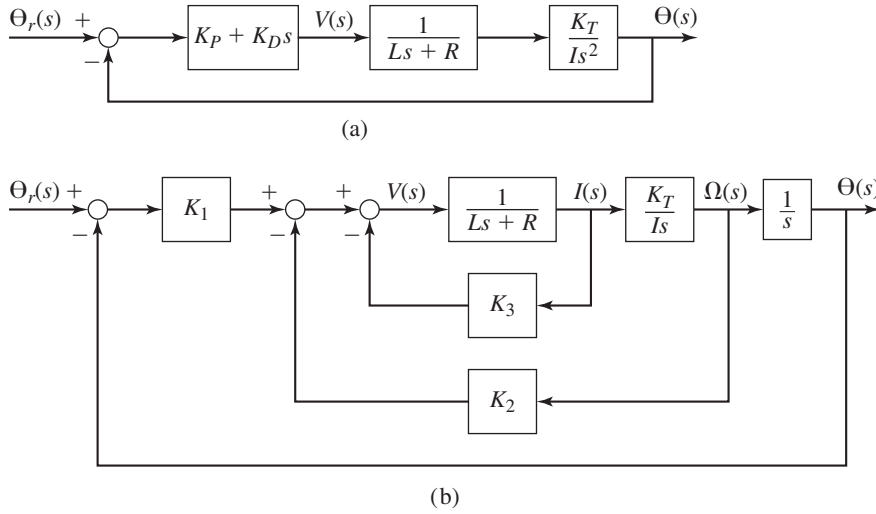 ϴr(s) + − KP + KDs V(s) 1/(Ls + R) KT/(Is²) ϴ(s)
(a)
ϴr(s) + − K1 + − + − V(s) 1/(Ls + R) I(s) KT/(Is) Ω(s) 1/s ϴ(s)
K3
K2
(b)